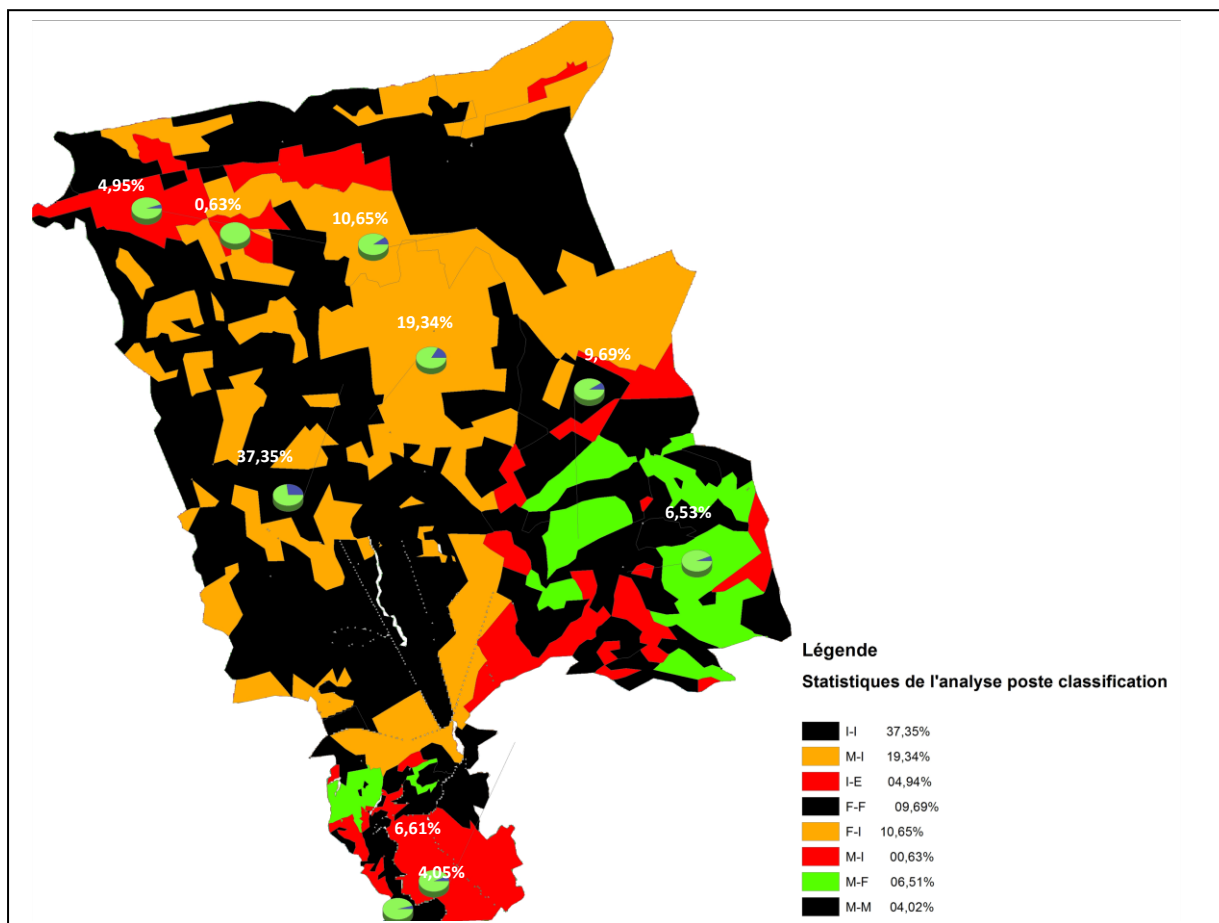 4,95%
0,63%
10,65%
19,34%
9,69%
37,35%
6,53%
6,61%
4,05%
Légende
Statistiques de l'analyse poste classification
I-I 37,35%
M-I 19,34%
I-E 04,94%
F-F 09,69%
F-I 10,65%
M-I 00,63%
M-F 06,51%
M-M 04,02%